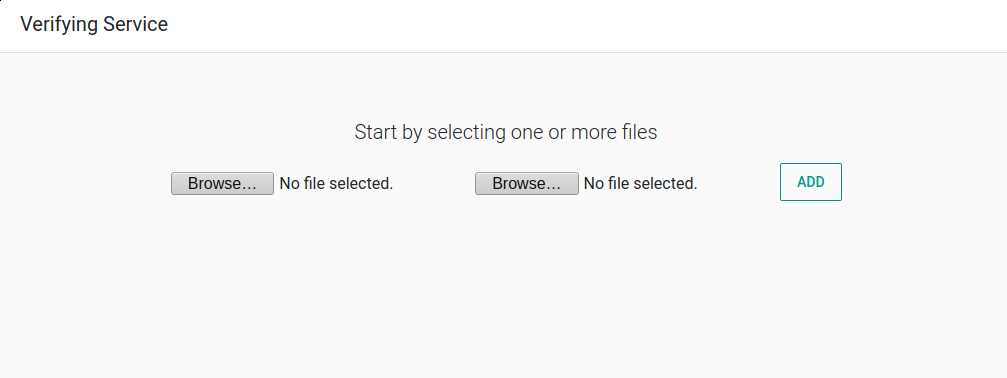 Verifying Service
Start by selecting one or more files
Browse… No file selected. Browse… No file selected. ADD